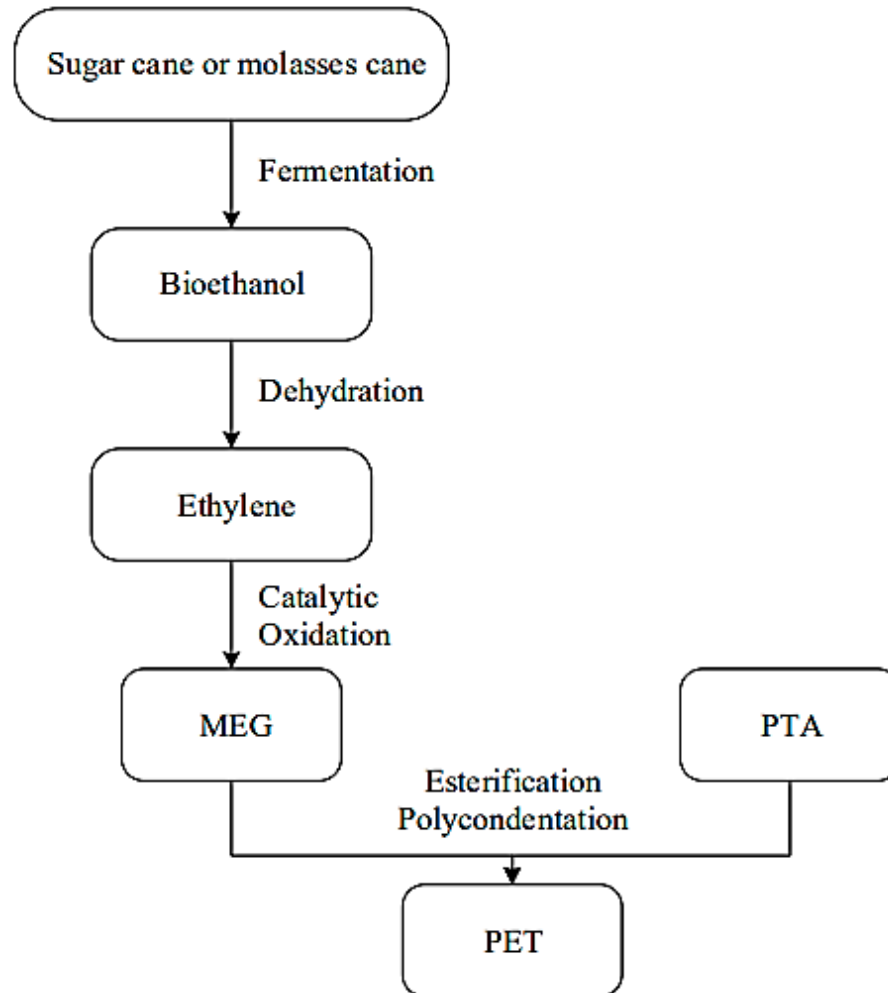 Sugar cane or molasses cane
Fermentation
Bioethanol
Dehydration
Ethylene
Catalytic
Oxidation
MEG
PTA
Esterification
Polycondentation
PET